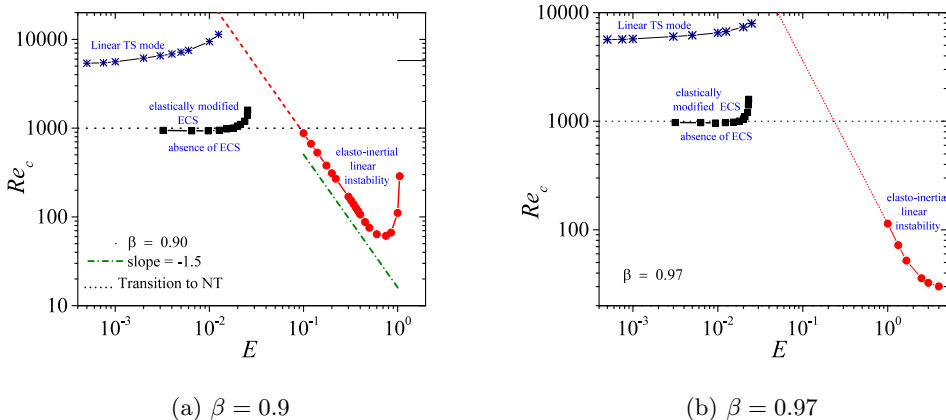 10000
1000
100
10
Re_c
Linear TS mode
elastically modified
ECS
absence of ECS
elasto-inertial
linear
instability
β = 0.90
slope = -1.5
Transition to NT
10^-3
10^-2
10^-1
10^0
E
(a) β = 0.9
10000
1000
100
Re_c
Linear TS mode
elastically
modified ECS
absence of ECS
elasto-inertial
linear
instability
β = 0.97
10^-3
10^-2
10^-1
10^0
E
(b) β = 0.97